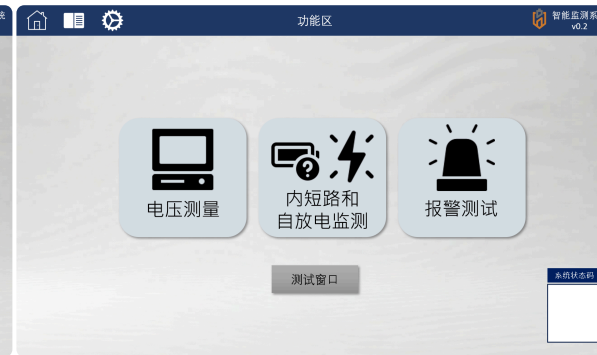 统
功能区
智能监测系
v0.2
电压测量
内短路和
自放电监测
报警测试
测试窗口
系统状态码